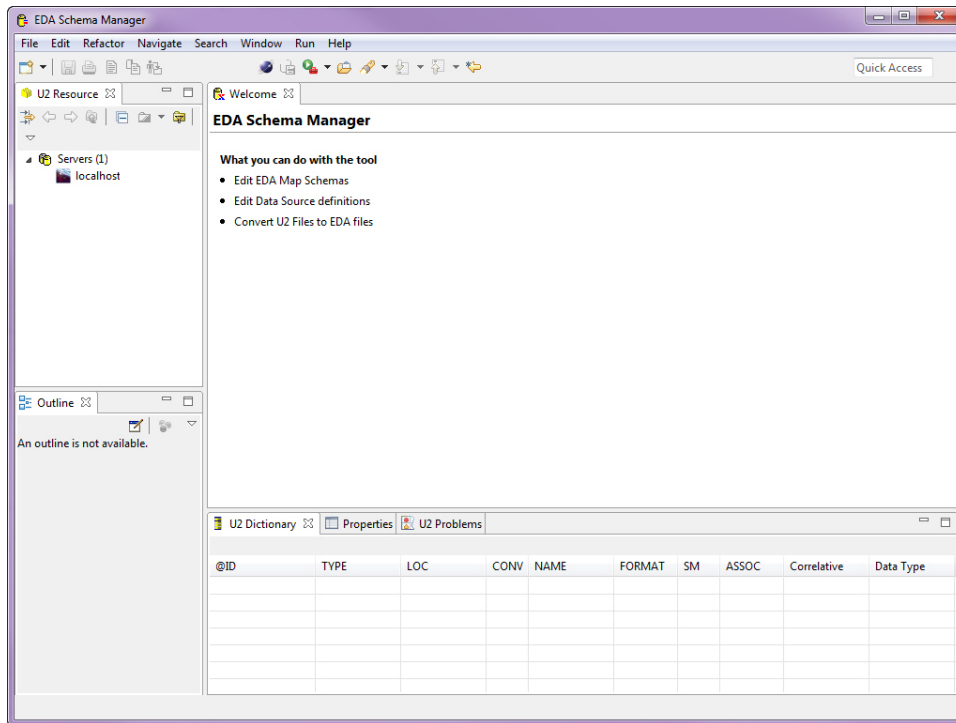 EDA Schema Manager
File Edit Refactor Navigate Search Window Run Help
Quick Access
U2 Resource
Servers (1)
localhost
Welcome
EDA Schema Manager
What you can do with the tool
• Edit EDA Map Schemas
• Edit Data Source definitions
• Convert U2 Files to EDA files
Outline
An outline is not available.
U2 Dictionary Properties U2 Problems
@ID TYPE LOC CONV NAME FORMAT SM ASSOC Correlative Data Type